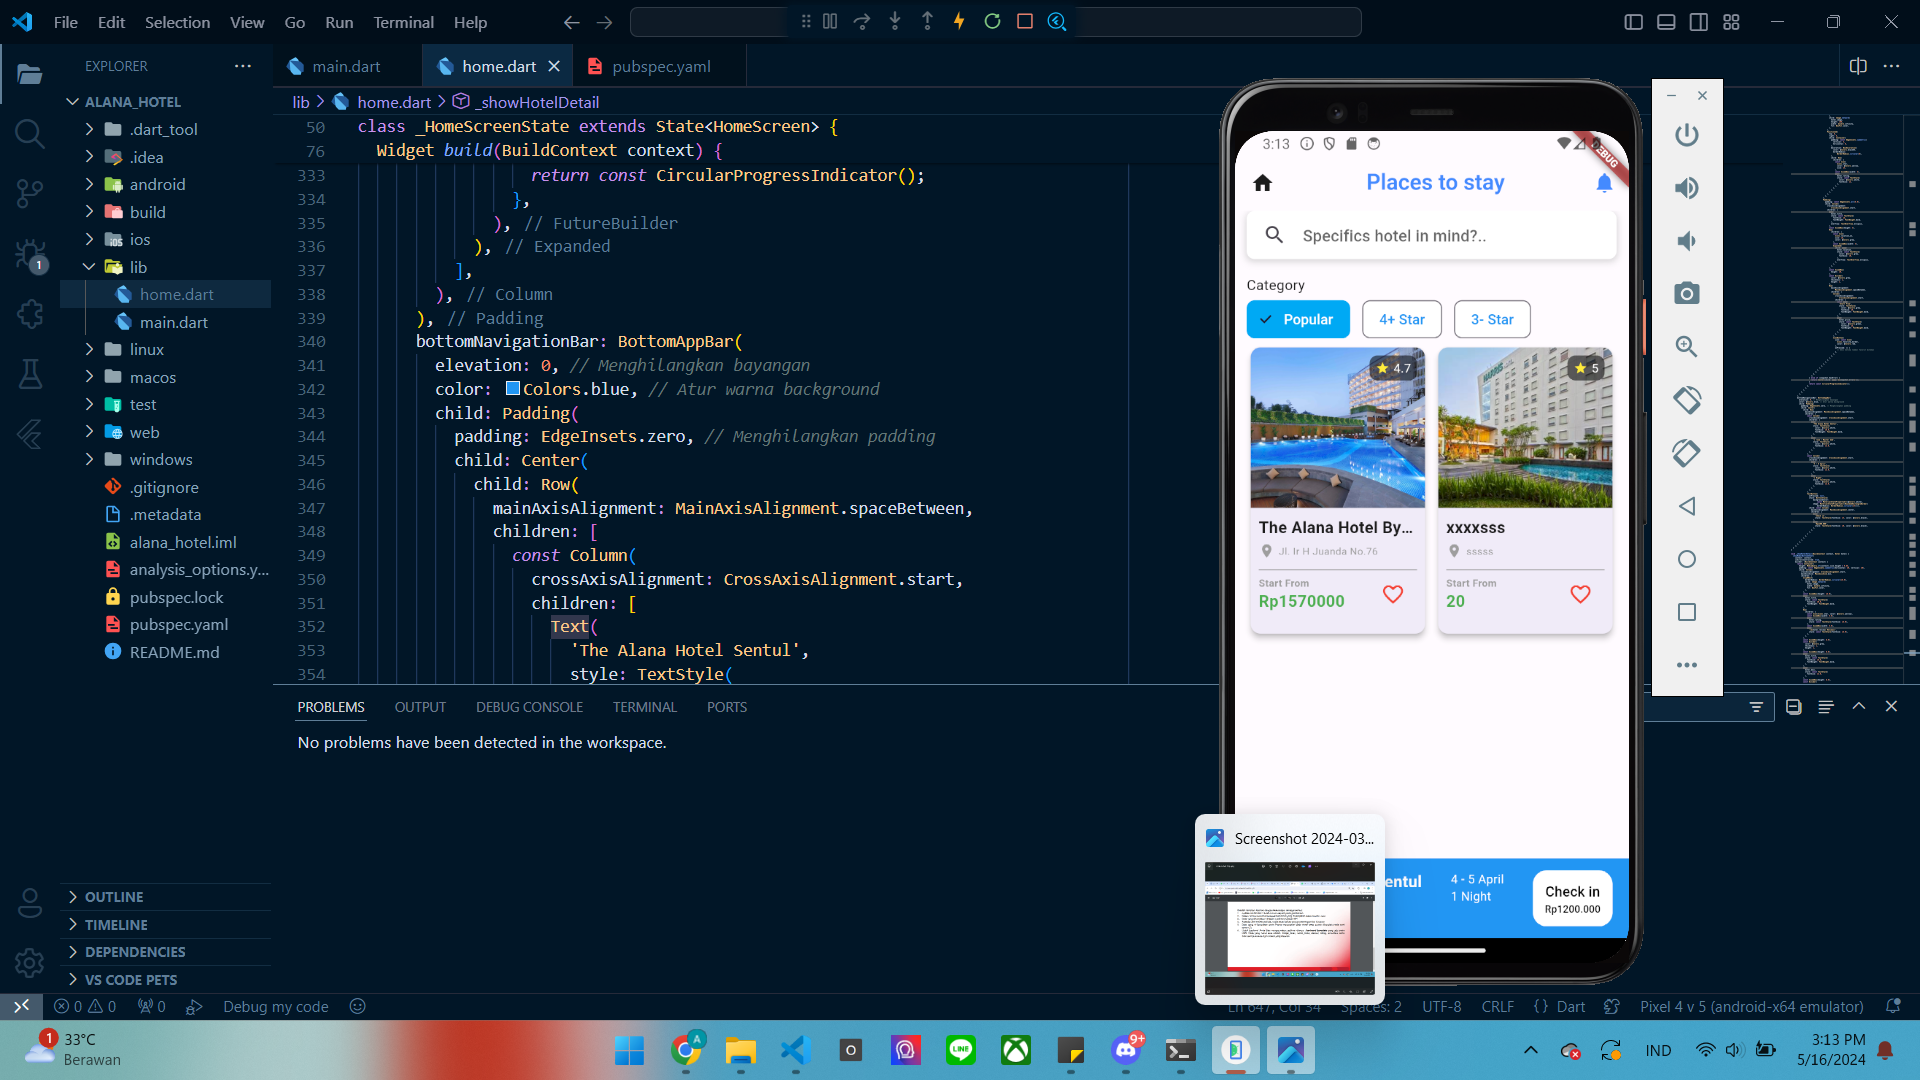 File Edit Selection View Go Run Terminal Help
EXPLORER
ALANA_HOTEL
.dart_tool
.idea
android
build
ios
lib
home.dart
main.dart
linux
macos
test
web
windows
.gitignore
.metadata
alana_hotel.iml
analysis_options.y...
pubspec.lock
pubspec.yaml
README.md
OUTLINE
TIMELINE
DEPENDENCIES
VS CODE PETS
1
main.dart home.dart pubspec.yaml
lib > home.dart > _showHotelDetail
50 class _HomeScreenState extends State<HomeScreen> {
76 Widget build(BuildContext context) {
333 return const CircularProgressIndicator();
334 },
335 ), // FutureBuilder
336 ), // Expanded
337 ],
338 ), // Column
339 ), // Padding
340 bottomNavigationBar: BottomAppBar(
341 elevation: 0, // Menghilangkan bayangan
342 color: Colors.blue, // Atur warna background
343 child: Padding(
344 padding: EdgeInsets.zero, // Menghilangkan padding
345 child: Center(
346 child: Row(
347 mainAxisAlignment: MainAxisAlignment.spaceBetween,
348 children: [
349 const Column(
350 crossAxisAlignment: CrossAxisAlignment.start,
351 children: [
352 Text(
353 'The Alana Hotel Sentul',
354 style: TextStyle(
PROBLEMS OUTPUT DEBUG CONSOLE TERMINAL PORTS
No problems have been detected in the workspace.
3:13
Places to stay
Specifics hotel in mind?..
Category
Popular 4+ Star 3- Star
4.7
HARRIS
5
The Alana Hotel By...
Jl. Ir H Juanda No.76
Start From
Rp1570000
xxxxsss
sssss
Start From
20
Screenshot 2024-03...
entul
4 - 5 April
1 Night
Check in
Rp1200.000
0 0 0 Debug my code
Ln 647, Col 34 Spaces: 2 UTF-8 CRLF {} Dart Pixel 4 v 5 (android-x64 emulator)
1
33°C
Berawan
A
LINE
9+
IND
3:13 PM
5/16/2024